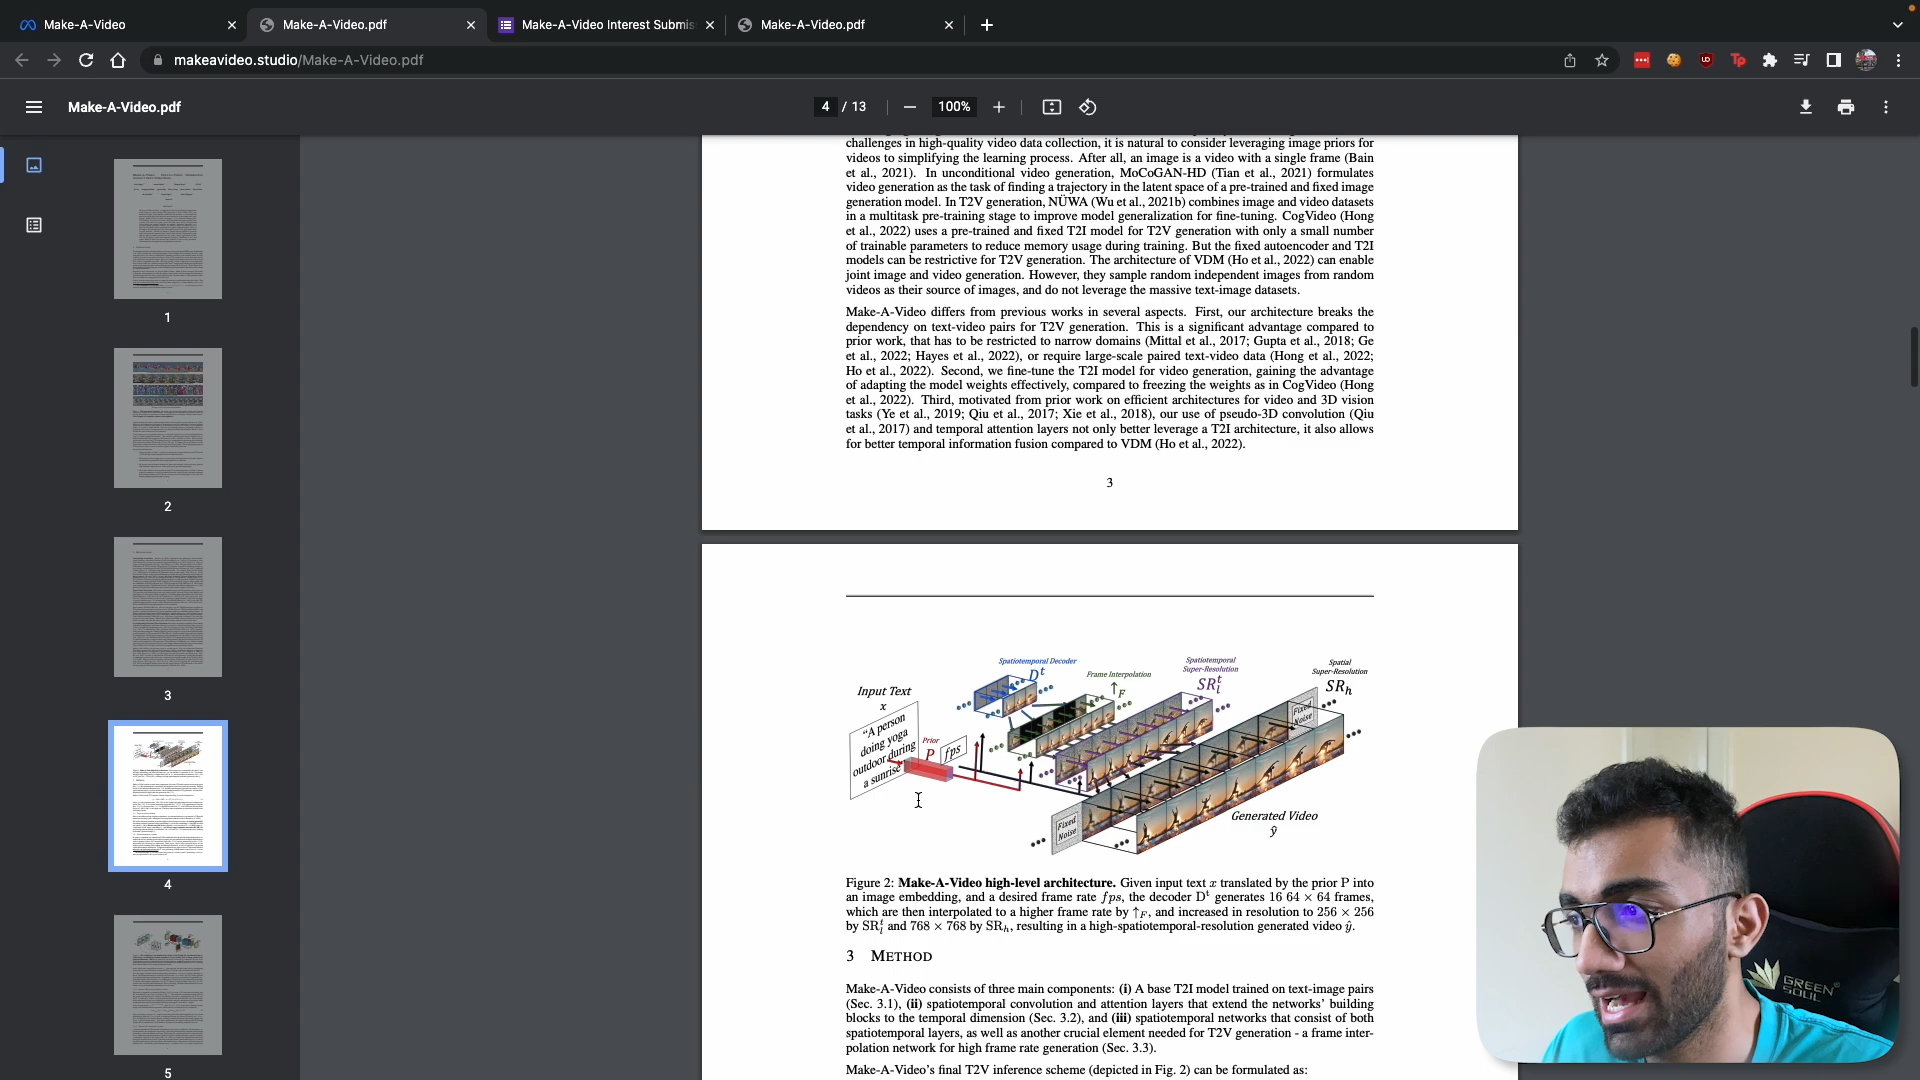 Make-A-Video
Make-A-Video.pdf
Make-A-Video Interest Submis
Make-A-Video.pdf
makeavideo.studio/Make-A-Video.pdf
Make-A-Video.pdf
4 / 13
100%
1
2
3
4
5
challenges in high-quality video data collection, it is natural to consider leveraging image priors for
videos to simplifying the learning process. After all, an image is a video with a single frame (Bain
et al., 2021). In unconditional video generation, MoCoGAN-HD (Tian et al., 2021) formulates
video generation as the task of finding a trajectory in the latent space of a pre-trained and fixed image
generation model. In T2V generation, NÜWA (Wu et al., 2021b) combines image and video datasets
in a multitask pre-training stage to improve model generalization for fine-tuning. CogVideo (Hong
et al., 2022) uses a pre-trained and fixed T2I model for T2V generation with only a small number
of trainable parameters to reduce memory usage during training. But the fixed autoencoder and T2I
models can be restrictive for T2V generation. The architecture of VDM (Ho et al., 2022) can enable
joint image and video generation. However, they sample random independent images from random
videos as their source of images, and do not leverage the massive text-image datasets.
Make-A-Video differs from previous works in several aspects. First, our architecture breaks the
dependency on text-video pairs for T2V generation. This is a significant advantage compared to
prior work, that has to be restricted to narrow domains (Mittal et al., 2017; Gupta et al., 2018; Ge
et al., 2022; Hayes et al., 2022), or require large-scale paired text-video data (Hong et al., 2022;
Ho et al., 2022). Second, we fine-tune the T2I model for video generation, gaining the advantage
of adapting the model weights effectively, compared to freezing the weights as in CogVideo (Hong
et al., 2022). Third, motivated from prior work on efficient architectures for video and 3D vision
tasks (Ye et al., 2019; Qiu et al., 2017; Xie et al., 2018), our use of pseudo-3D convolution (Qiu
et al., 2017) and temporal attention layers not only better leverage a T2I architecture, it also allows
for better temporal information fusion compared to VDM (Ho et al., 2022).
3
Spatiotemporal Decoder
Dᵗ
Frame Interpolation
↑F
Spatiotemporal
Super-Resolution
SRₗᵗ
Spatial
Super-Resolution
SRₕ
Input Text
x
"A person
doing yoga
outdoor during
a sunrise"
Prior
P
fps
Fixed
Noise
Fixed
Noise
Generated Video
ŷ
Figure 2: Make-A-Video high-level architecture. Given input text x translated by the prior P into
an image embedding, and a desired frame rate fps, the decoder Dᵗ generates 16 64 × 64 frames,
which are then interpolated to a higher frame rate by ↑F, and increased in resolution to 256 × 256
by SRₗᵗ and 768 × 768 by SRₕ, resulting in a high-spatiotemporal-resolution generated video ŷ.
3 METHOD
Make-A-Video consists of three main components: (i) A base T2I model trained on text-image pairs
(Sec. 3.1), (ii) spatiotemporal convolution and attention layers that extend the networks' building
blocks to the temporal dimension (Sec. 3.2), and (iii) spatiotemporal networks that consist of both
spatiotemporal layers, as well as another crucial element needed for T2V generation - a frame inter-
polation network for high frame rate generation (Sec. 3.3).
Make-A-Video's final T2V inference scheme (depicted in Fig. 2) can be formulated as:
GREEN
SOUL